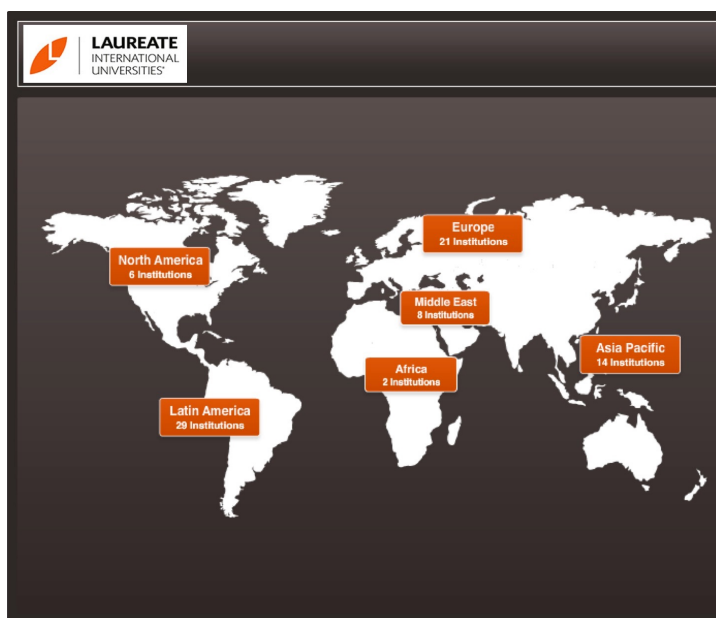 LAUREATE
INTERNATIONAL
UNIVERSITIES®
Europe
21 Institutions
North America
6 Institutions
Middle East
8 Institutions
Asia Pacific
14 Institutions
Africa
2 Institutions
Latin America
29 Institutions